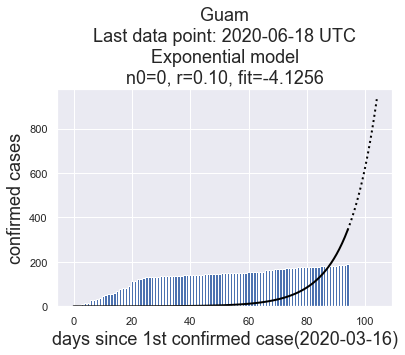 Guam
Last data point: 2020-06-18 UTC
Exponential model
n0=0, r=0.10, fit=-4.1256
confirmed cases
800
600
400
200
0
0 20 40 60 80 100
days since 1st confirmed case(2020-03-16)